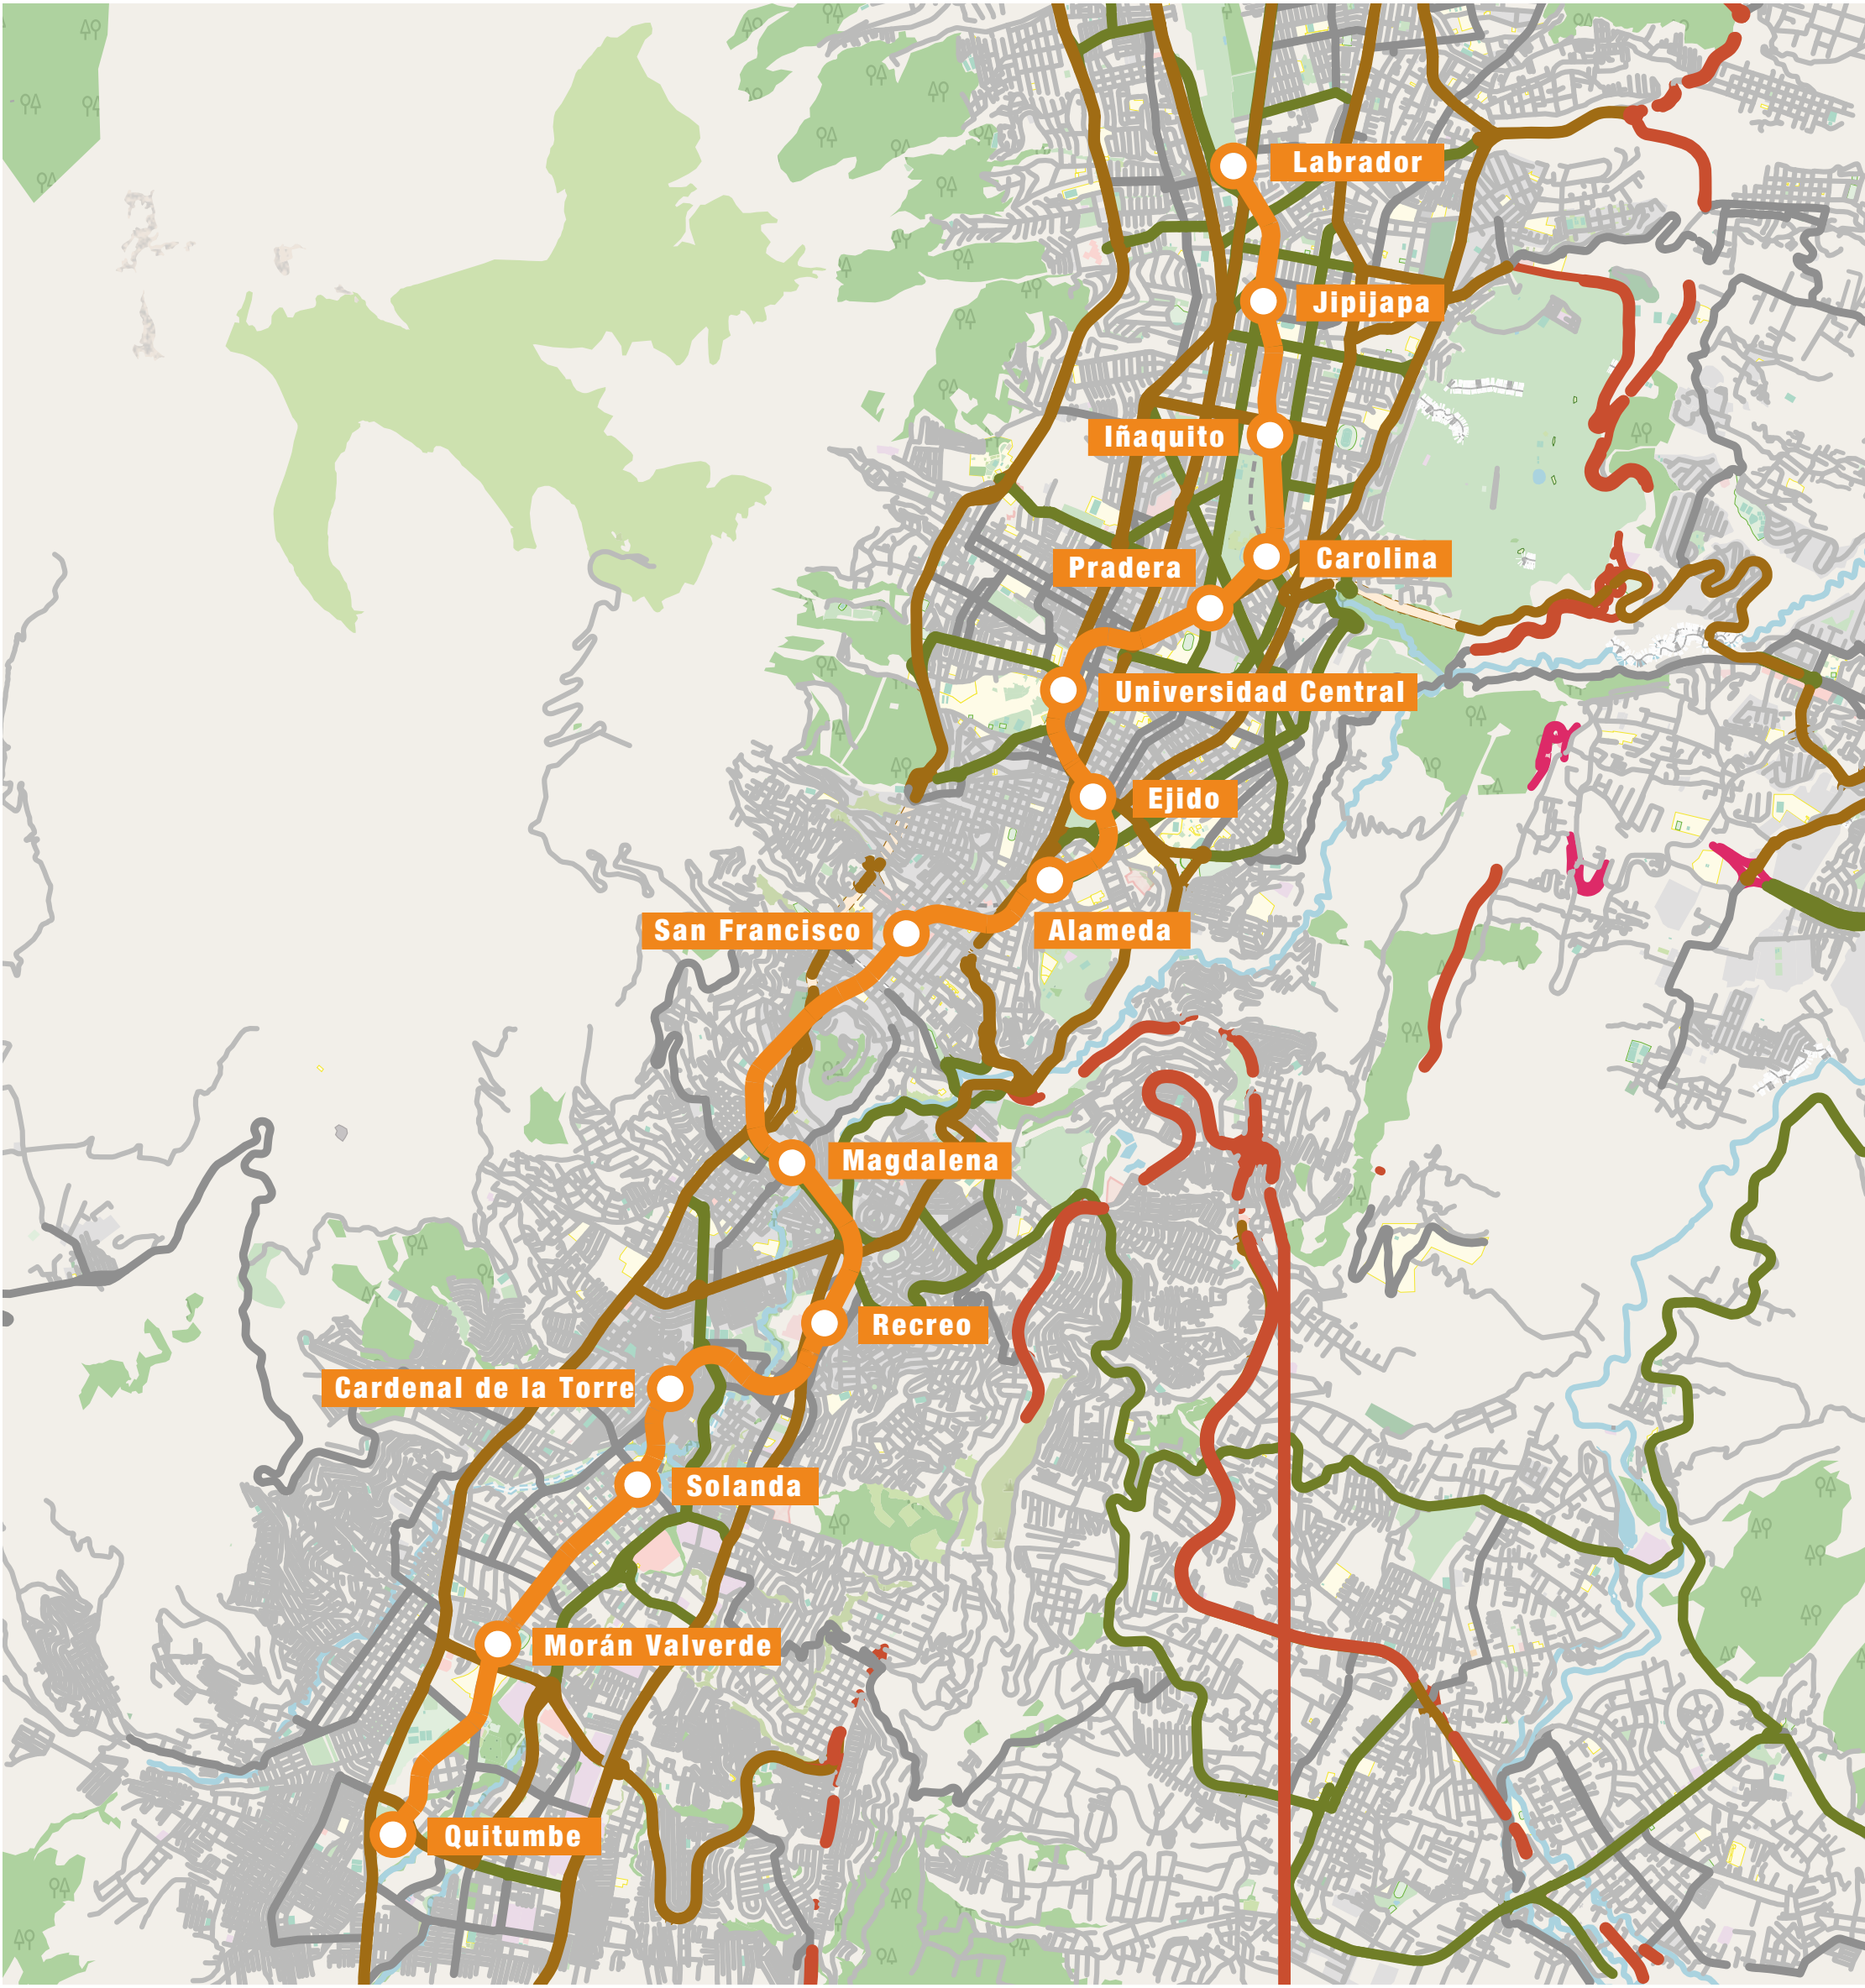 Labrador
Jipijapa
Iñaquito
Carolina
Pradera
Universidad Central
Ejido
San Francisco
Alameda
Magdalena
Recreo
Cardenal de la Torre
Solanda
Morán Valverde
Quitumbe